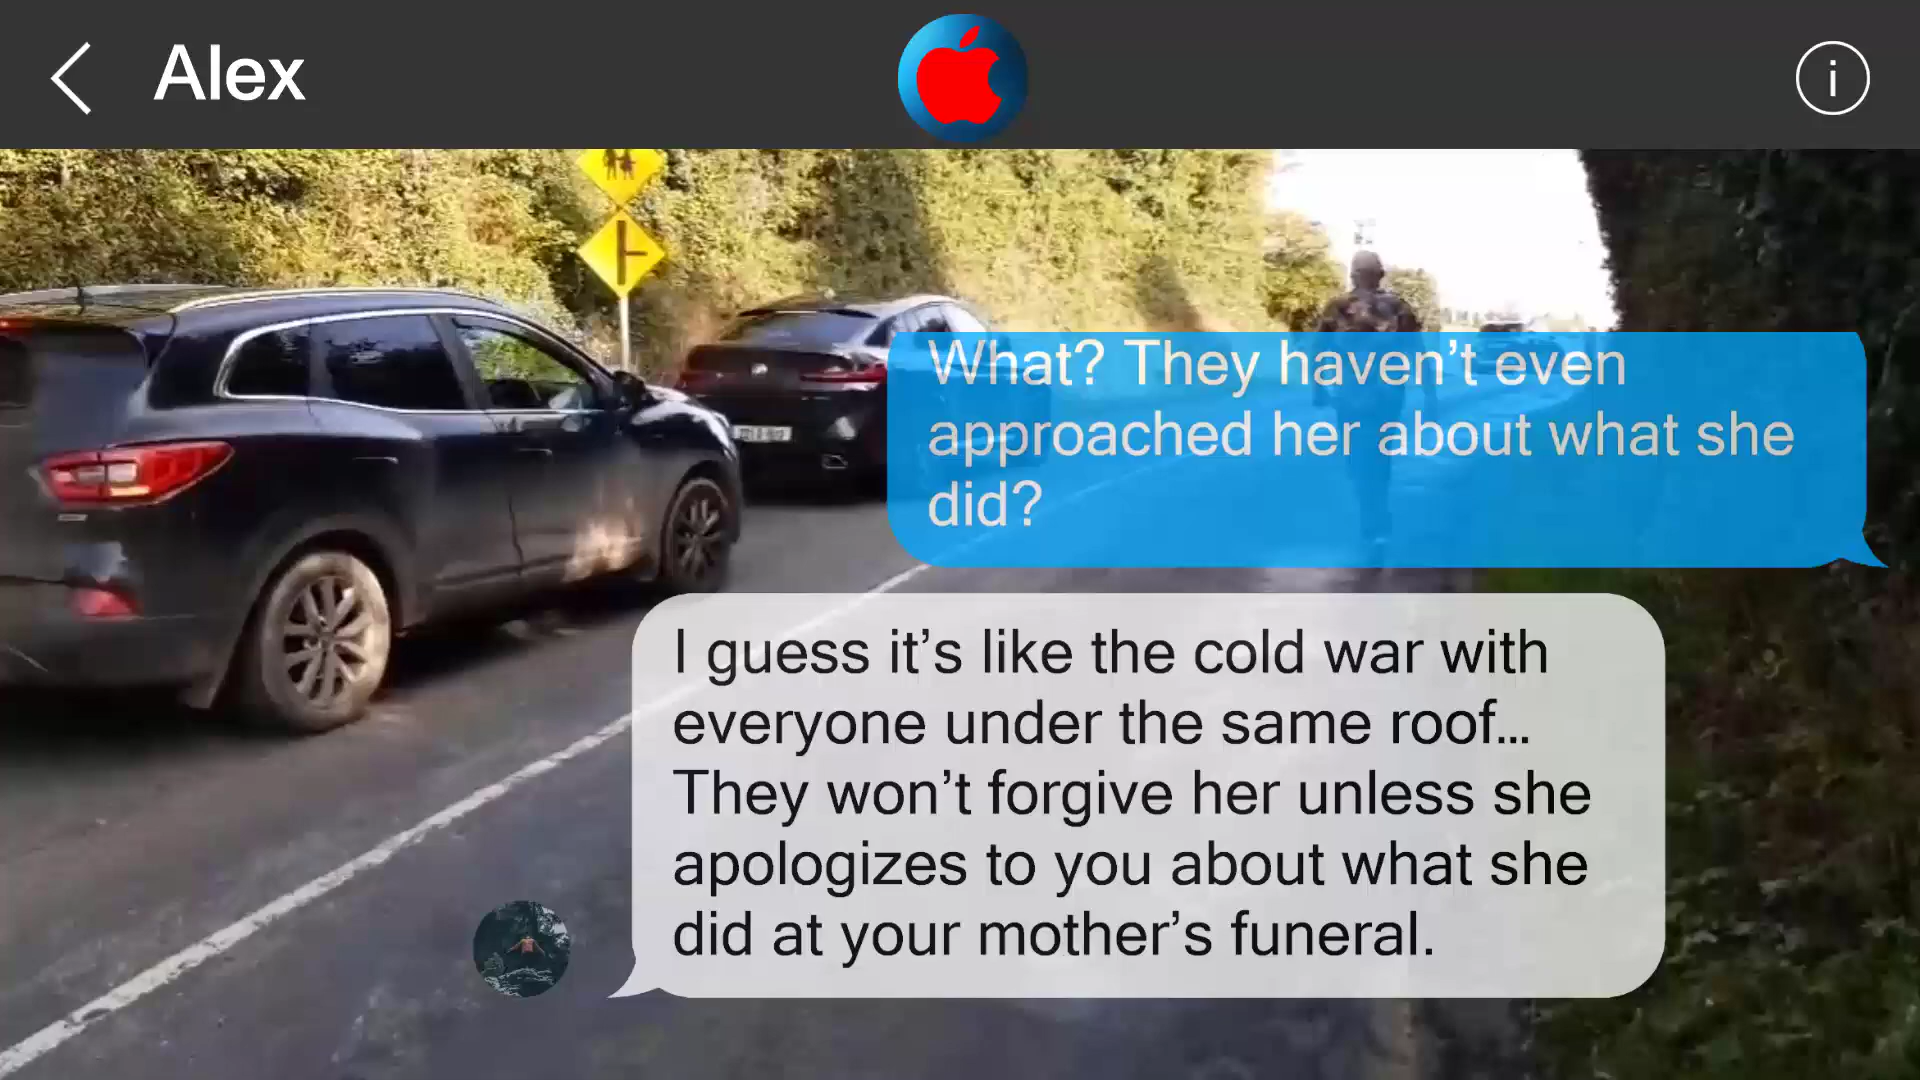 Alex
What? They haven’t even
approached her about what she
did?
I guess it’s like the cold war with
everyone under the same roof...
They won’t forgive her unless she
apologizes to you about what she
did at your mother’s funeral.